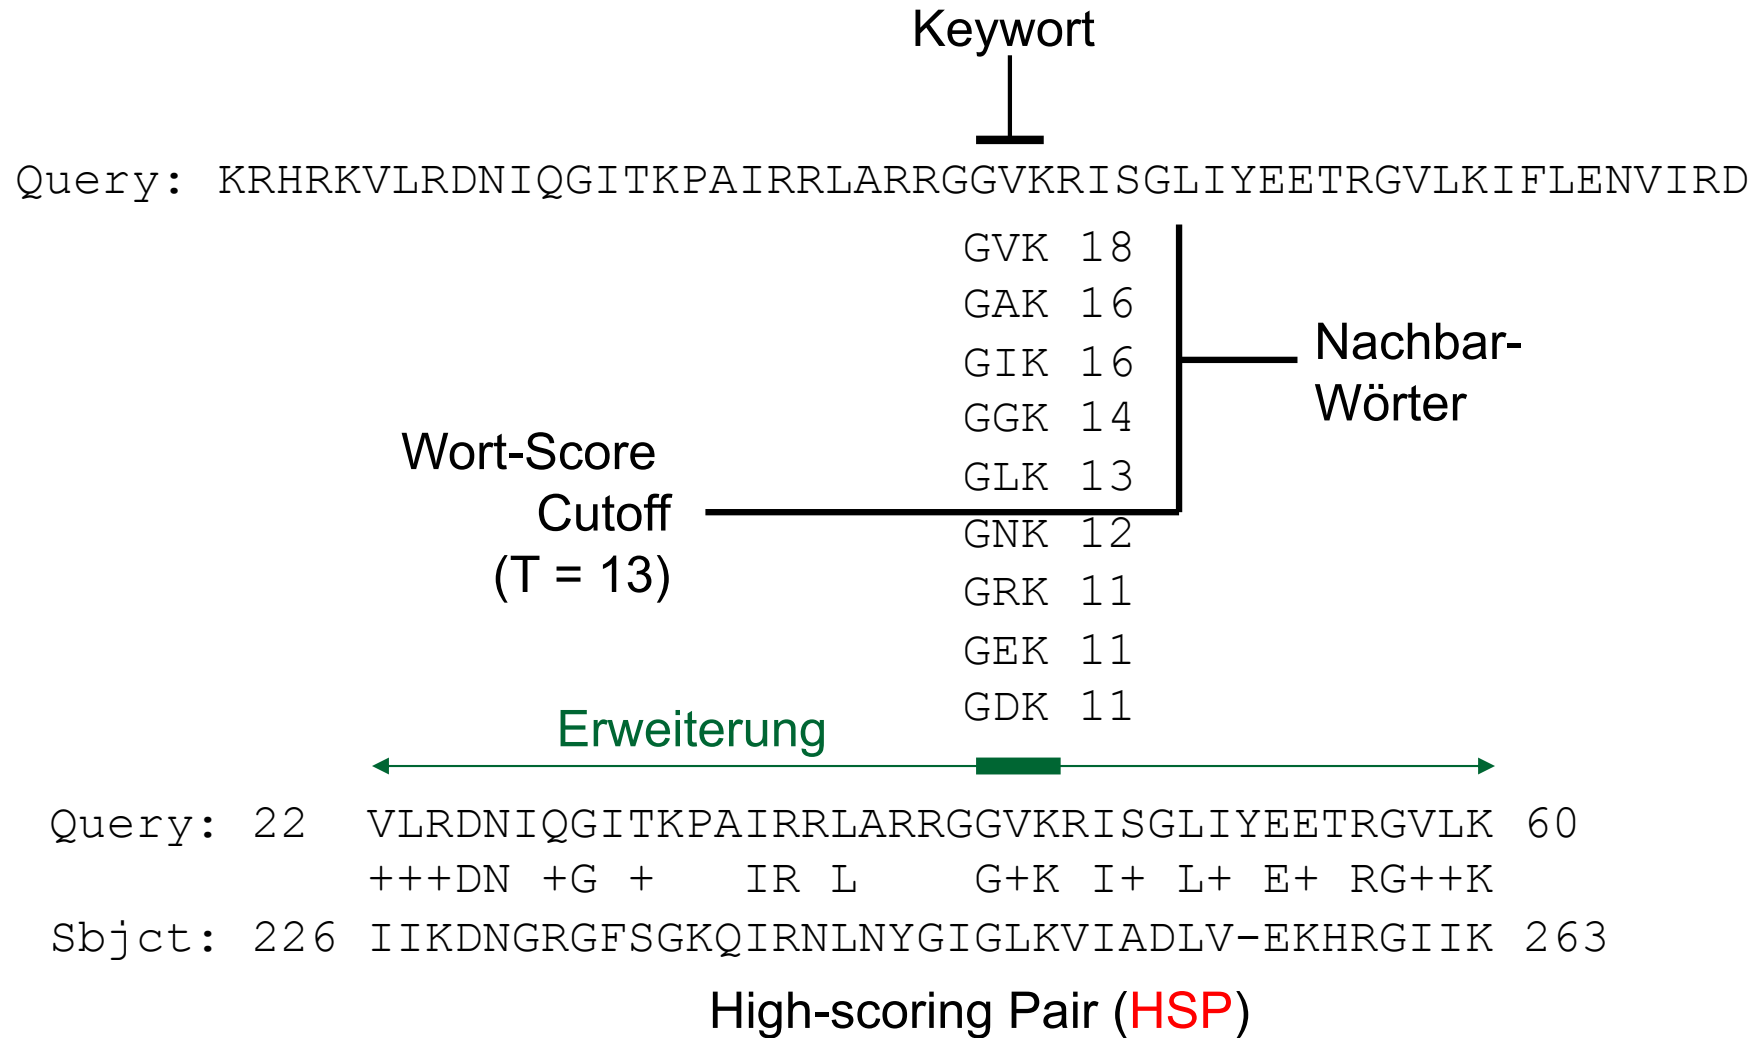 Keywort
Query: KRHRKVLRDNIQGITKPAIRRLARRGGVKRISGLIYEETRGVLKIFLENVIRD
GVK 18
GAK 16
GIK 16
GGK 14
GLK 13
GNK 12
GRK 11
GEK 11
GDK 11
Nachbar-
Wörter
Wort-Score
Cutoff
(T = 13)
Erweiterung
Query: 22 VLRDNIQGITKPAIRRLARRGGVKRISGLIYEETRGVLK 60
+++DN +G +   IR L    G+K I+ L+ E+ RG++K
Sbjct: 226 IIKDNGRGFSGKQIRNLNYGIGLKVIADLV-EKHRGIIK 263
High-scoring Pair (HSP)